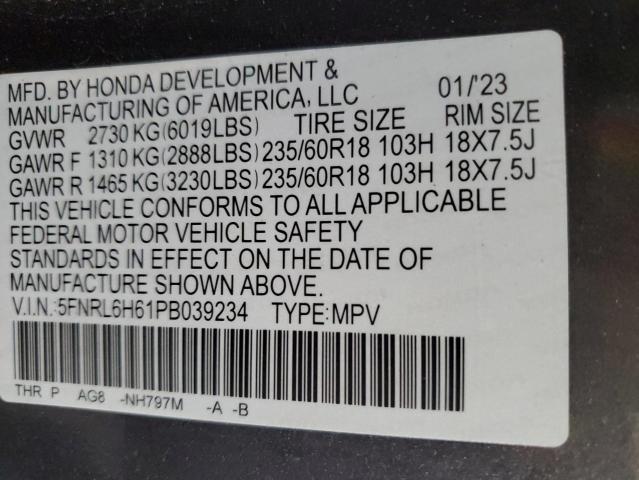 MFD. BY HONDA DEVELOPMENT &
MANUFACTURING OF AMERICA, LLC 01/'23
GVWR 2730 KG(6019LBS) TIRE SIZE RIM SIZE
GAWR F 1310 KG(2888LBS) 235/60R18 103H 18X7.5J
GAWR R 1465 KG(3230LBS) 235/60R18 103H 18X7.5J
THIS VEHICLE CONFORMS TO ALL APPLICABLE
FEDERAL MOTOR VEHICLE SAFETY
STANDARDS IN EFFECT ON THE DATE OF
MANUFACTURE SHOWN ABOVE.
V.I.N.:5FNRL6H61PB039234 TYPE:MPV
THR P AG8 -NH797M -A -B